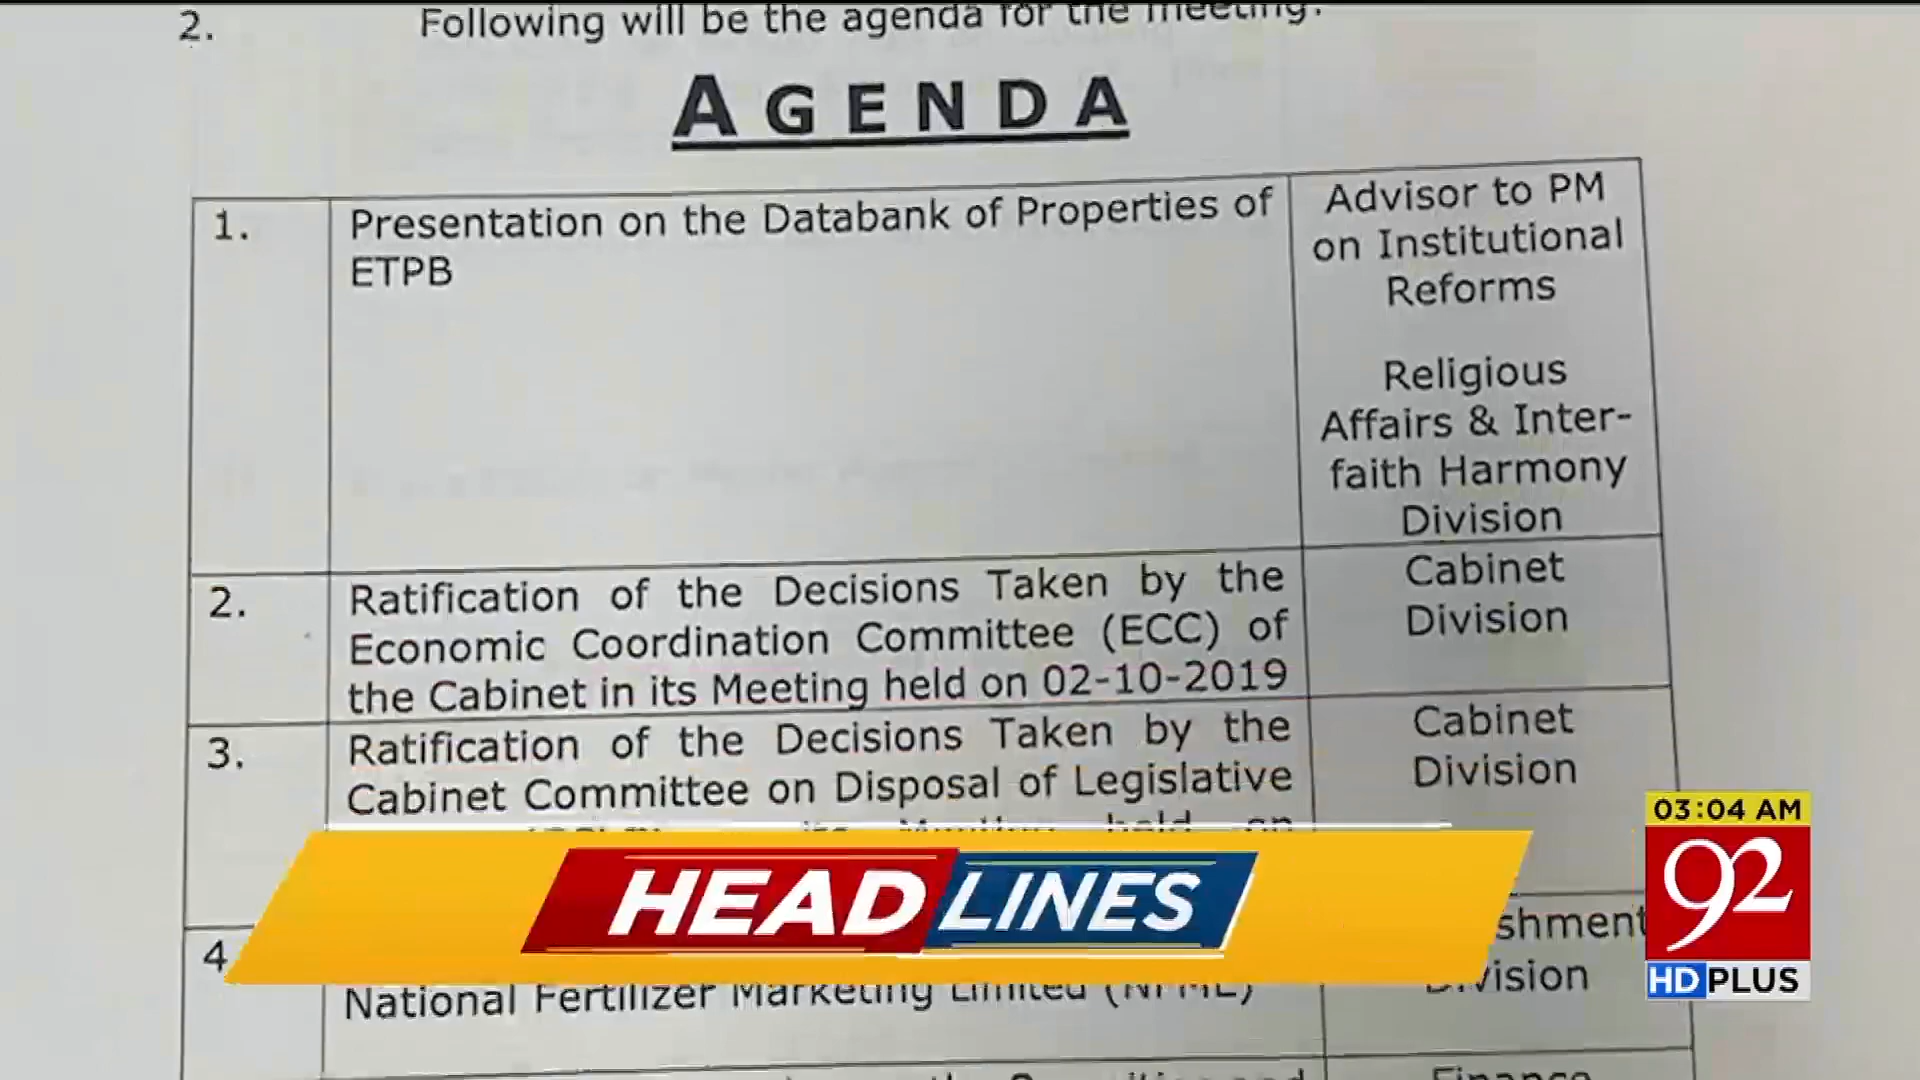 2. Following will be the agenda for the meeting:
AGENDA
1. Presentation on the Databank of Properties of
ETPB
Advisor to PM
on Institutional
Reforms
Religious
Affairs & Inter-
faith Harmony
Division
2. Ratification of the Decisions Taken by the
Economic Coordination Committee (ECC) of
the Cabinet in its Meeting held on 02-10-2019
Cabinet
Division
3. Ratification of the Decisions Taken by the
Cabinet Committee on Disposal of Legislative
held on
Cabinet
Division
4
National Fertilizer Marketing Limited (NFML)
shment
Division
Finance
HEADLINES
03:04 AM
92
HD PLUS